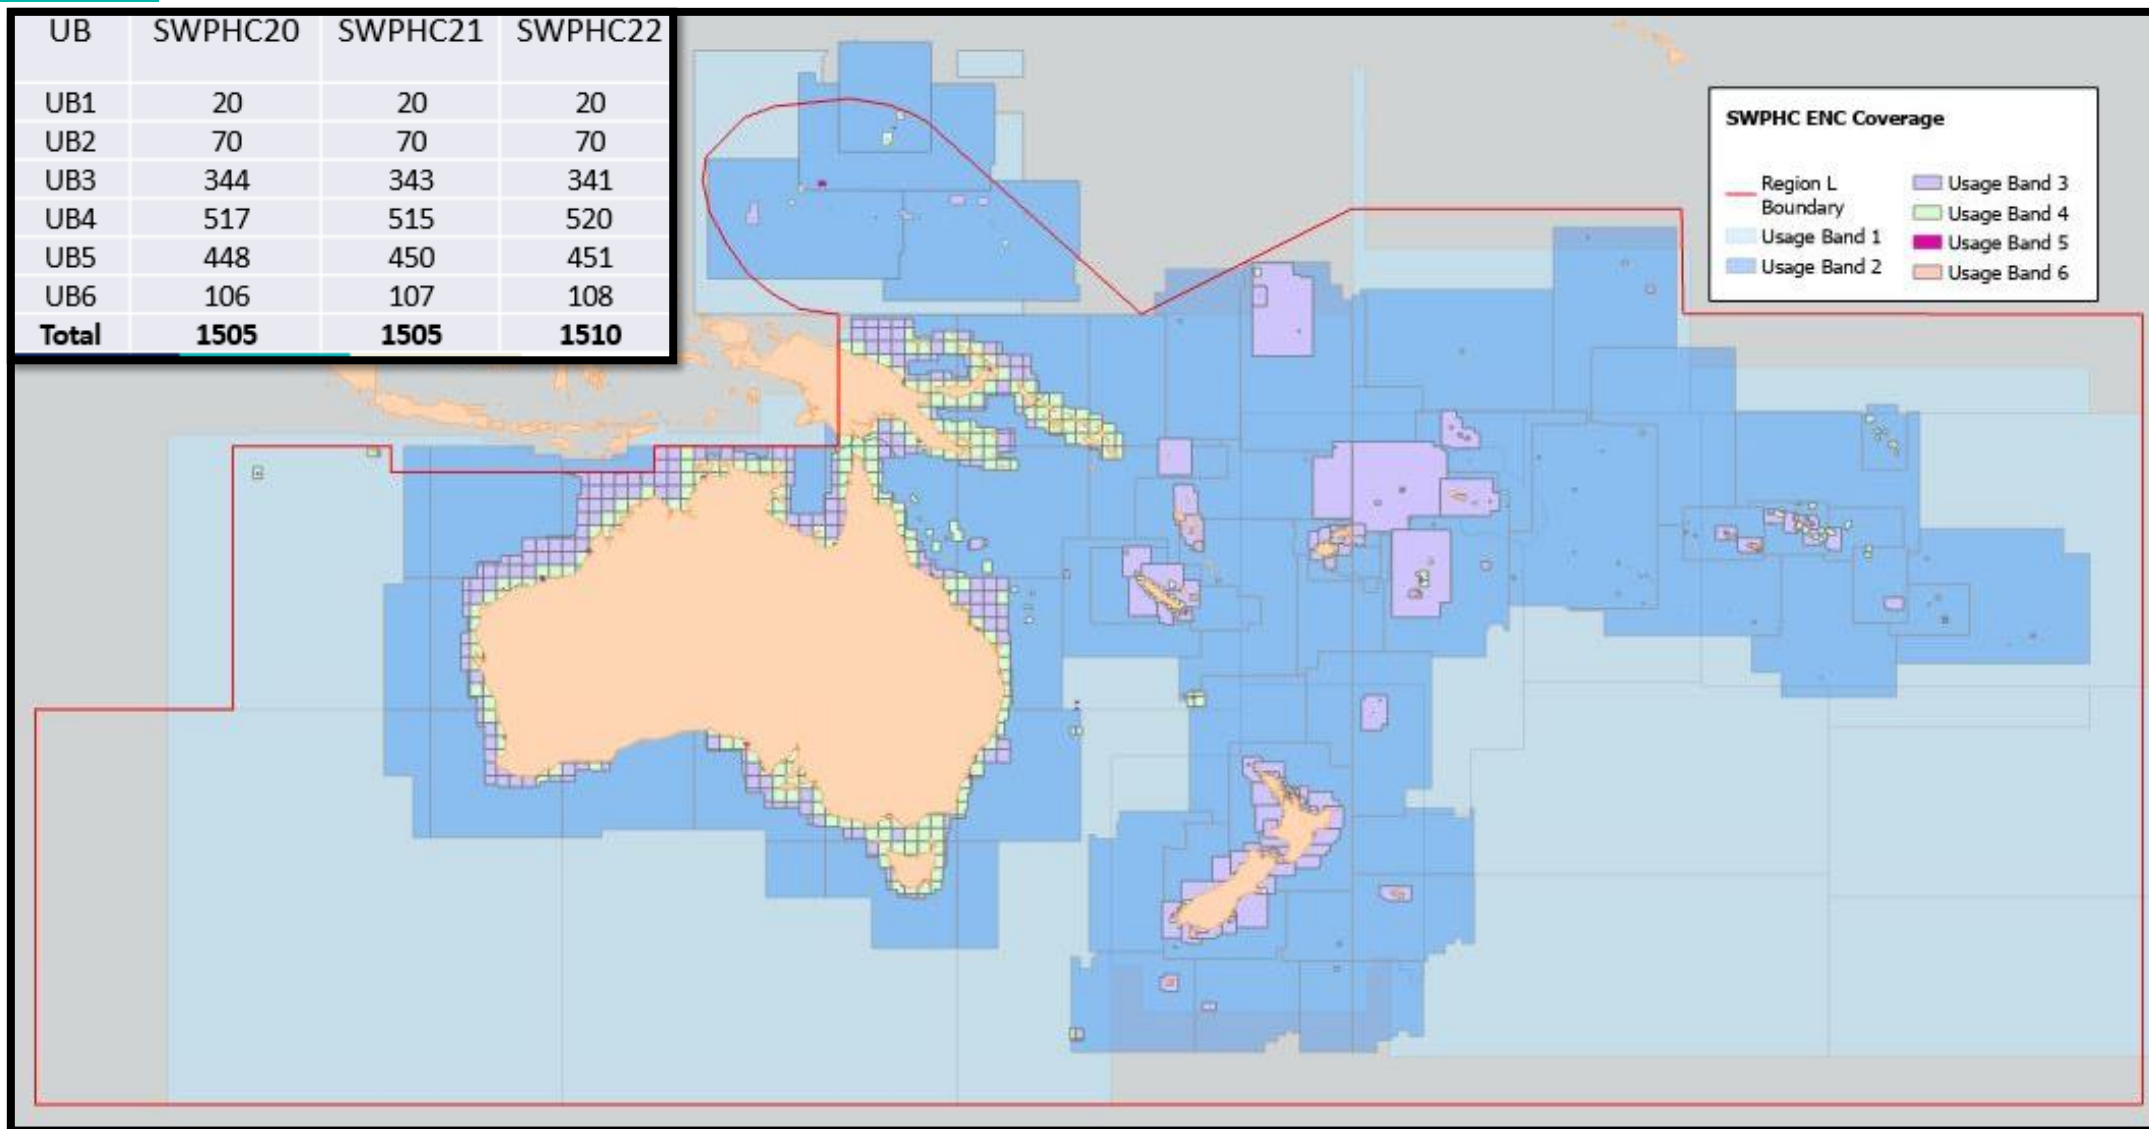 UB SWPHC20 SWPHC21 SWPHC22
UB1 20 20 20
UB2 70 70 70
UB3 344 343 341
UB4 517 515 520
UB5 448 450 451
UB6 106 107 108
Total 1505 1505 1510
SWPHC ENC Coverage
Region L
Boundary
Usage Band 1
Usage Band 2
Usage Band 3
Usage Band 4
Usage Band 5
Usage Band 6